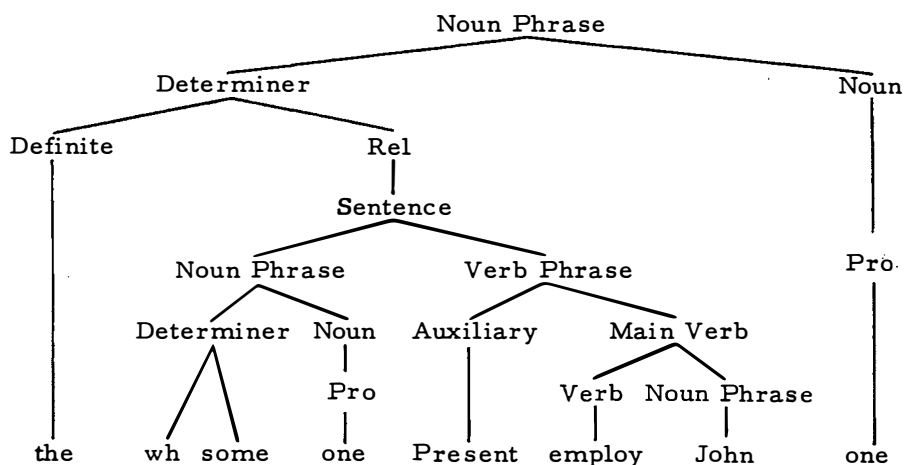 Noun Phrase
Determiner Noun
Definite Rel
Sentence
Noun Phrase Verb Phrase Pro
Determiner Noun Auxiliary Main Verb
Pro Verb Noun Phrase
the wh some one Present employ John one